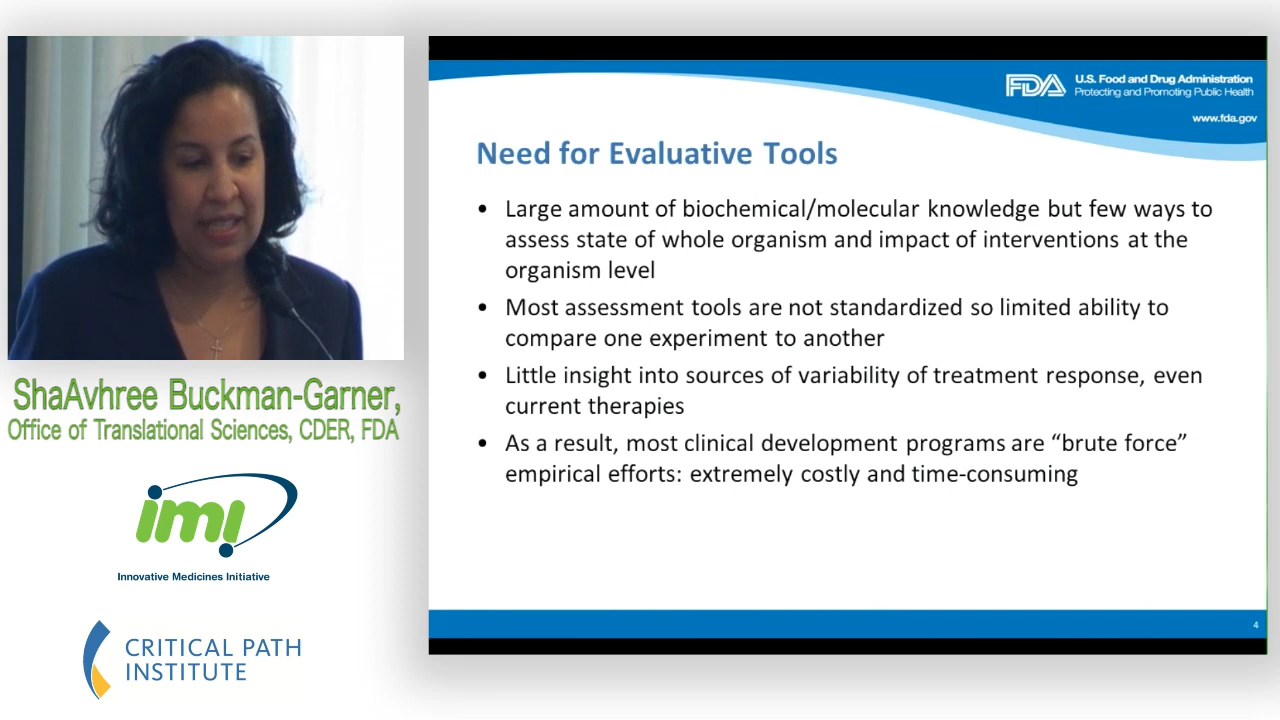 ShaAvhree Buckman-Garner,
Office of Translational Sciences, CDER, FDA
imi
Innovative Medicines Initiative
CRITICAL PATH
INSTITUTE
FDA
U.S. Food and Drug Administration
Protecting and Promoting Public Health
www.fda.gov
Need for Evaluative Tools
• Large amount of biochemical/molecular knowledge but few ways to
assess state of whole organism and impact of interventions at the
organism level
• Most assessment tools are not standardized so limited ability to
compare one experiment to another
• Little insight into sources of variability of treatment response, even
current therapies
• As a result, most clinical development programs are “brute force”
empirical efforts: extremely costly and time-consuming
4